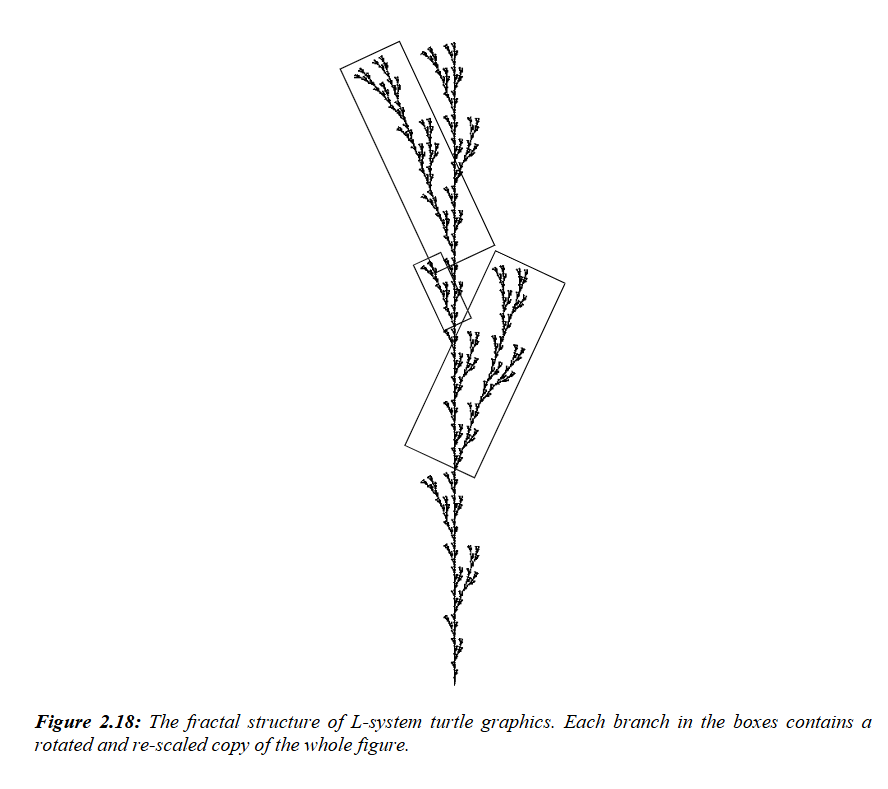 Figure 2.18: The fractal structure of L-system turtle graphics. Each branch in the boxes contains a
rotated and re-scaled copy of the whole figure.